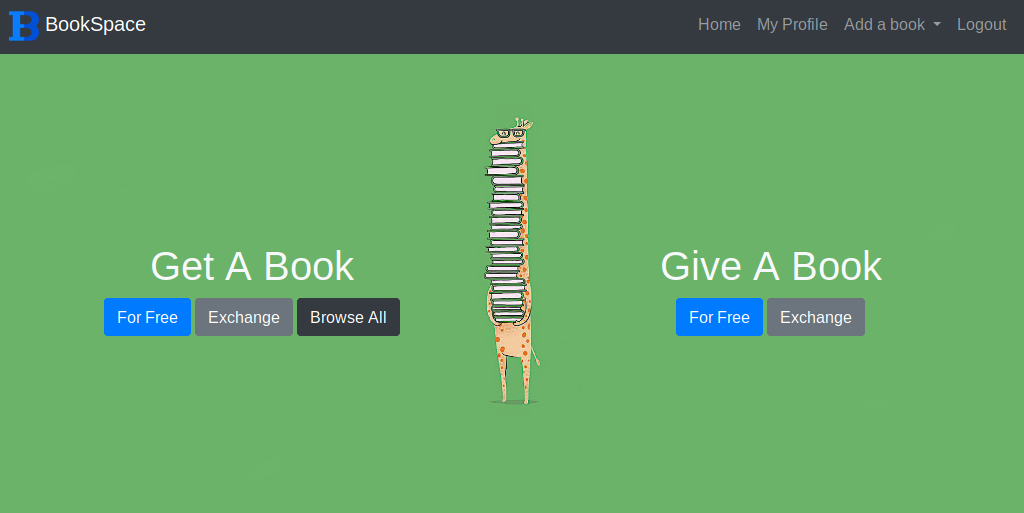 B BookSpace Home My Profile Add a book Logout
Get A Book
For Free Exchange Browse All
Give A Book
For Free Exchange